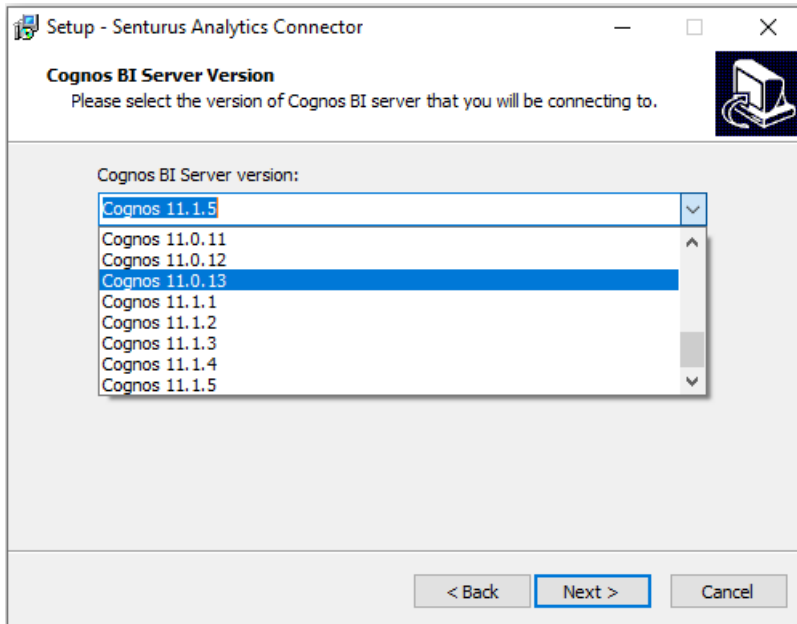 Setup - Senturus Analytics Connector
Cognos BI Server Version
Please select the version of Cognos BI server that you will be connecting to.
Cognos BI Server version:
Cognos 11.1.5
Cognos 11.0.11
Cognos 11.0.12
Cognos 11.0.13
Cognos 11.1.1
Cognos 11.1.2
Cognos 11.1.3
Cognos 11.1.4
Cognos 11.1.5
< Back Next > Cancel